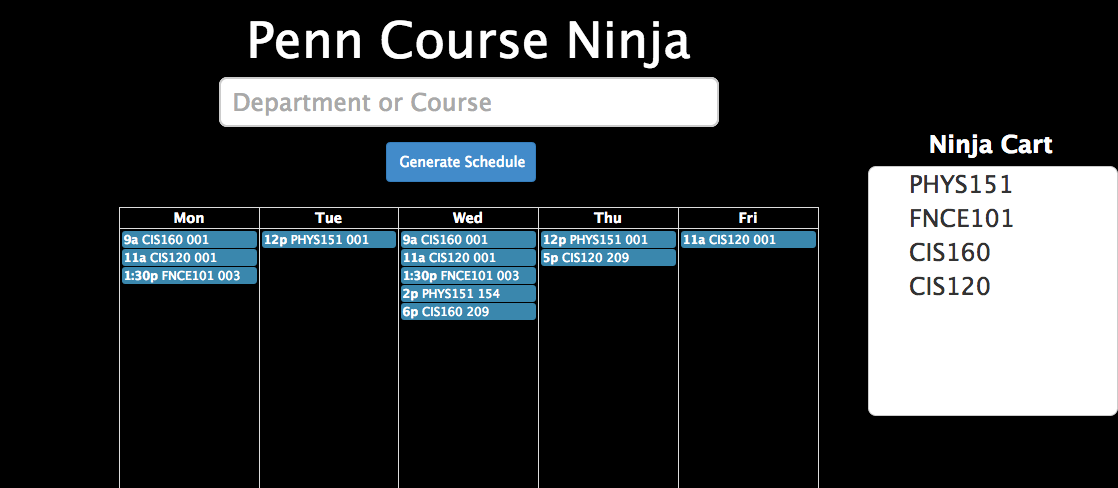 Penn Course Ninja
Department or Course
Generate Schedule
Mon Tue Wed Thu Fri
9a CIS160 001 12p PHYS151 001 9a CIS160 001 12p PHYS151 001 11a CIS120 001
11a CIS120 001 11a CIS120 001 5p CIS120 209
1:30p FNCE101 003 1:30p FNCE101 003
2p PHYS151 154
6p CIS160 209
Ninja Cart
PHYS151
FNCE101
CIS160
CIS120